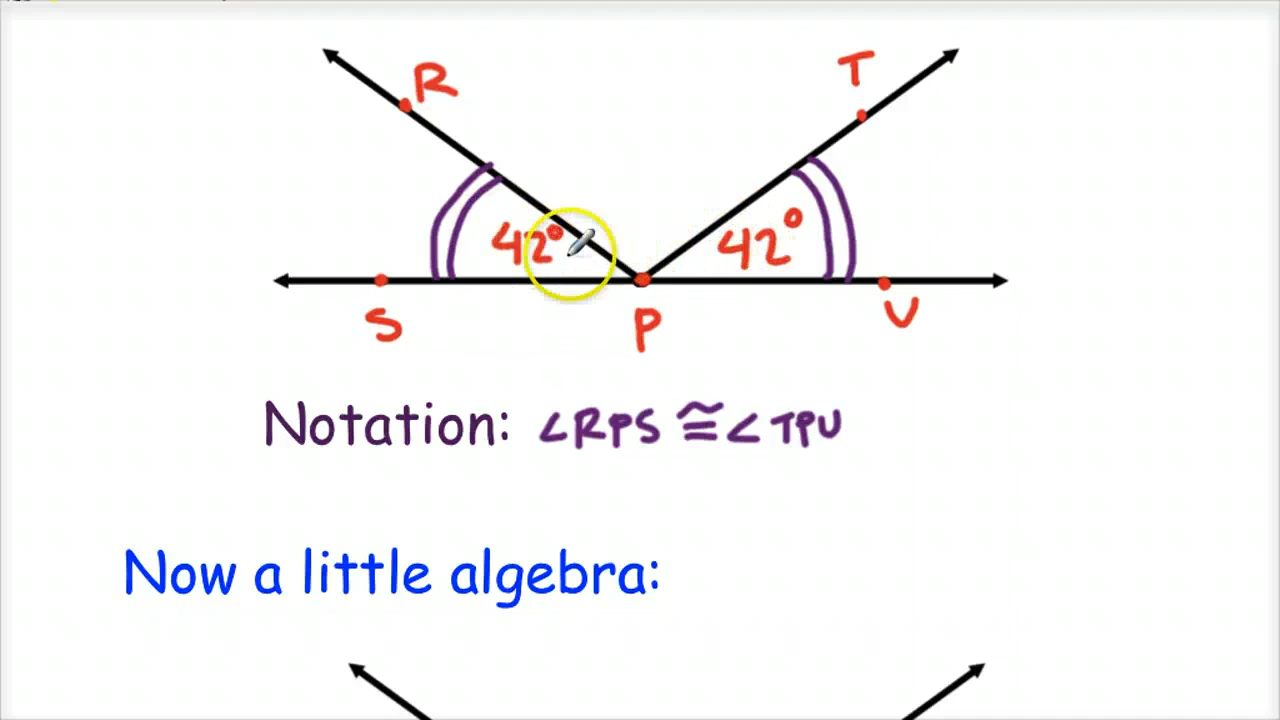 R T
42° 42°
S P U
Notation: ∠RPS ≅ ∠TPU
Now a little algebra: